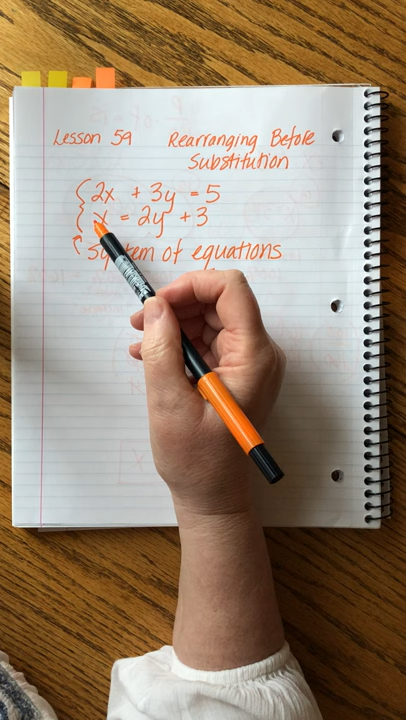 Lesson 59 Rearranging Before
Substitution
2x + 3y = 5
x = 2y + 3
System of equations